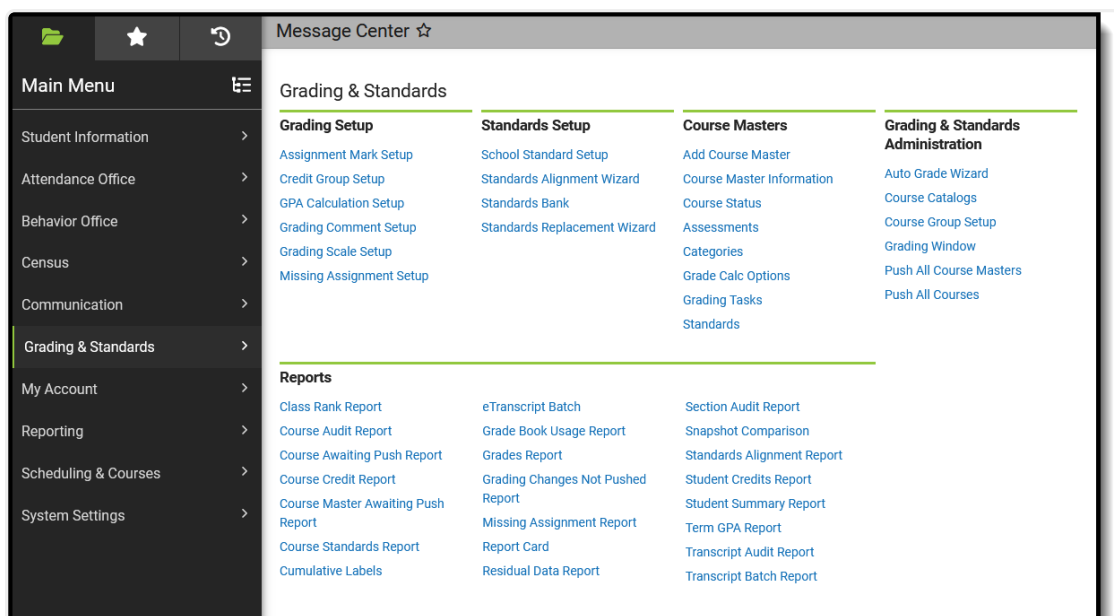 Message Center
Main Menu
Student Information
Attendance Office
Behavior Office
Census
Communication
Grading & Standards
My Account
Reporting
Scheduling & Courses
System Settings
Grading & Standards
Grading Setup
Assignment Mark Setup
Credit Group Setup
GPA Calculation Setup
Grading Comment Setup
Grading Scale Setup
Missing Assignment Setup
Standards Setup
School Standard Setup
Standards Alignment Wizard
Standards Bank
Standards Replacement Wizard
Course Masters
Add Course Master
Course Master Information
Course Status
Assessments
Categories
Grade Calc Options
Grading Tasks
Standards
Grading & Standards
Administration
Auto Grade Wizard
Course Catalogs
Course Group Setup
Grading Window
Push All Course Masters
Push All Courses
Reports
Class Rank Report
Course Audit Report
Course Awaiting Push Report
Course Credit Report
Course Master Awaiting Push
Report
Course Standards Report
Cumulative Labels
eTranscript Batch
Grade Book Usage Report
Grades Report
Grading Changes Not Pushed
Report
Missing Assignment Report
Report Card
Residual Data Report
Section Audit Report
Snapshot Comparison
Standards Alignment Report
Student Credits Report
Student Summary Report
Term GPA Report
Transcript Audit Report
Transcript Batch Report